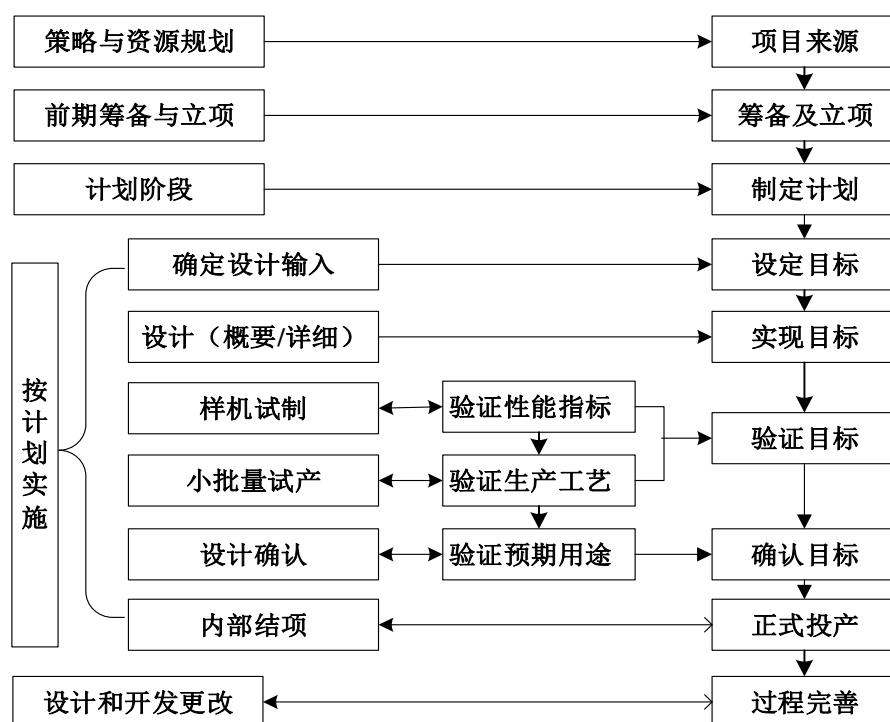 策略与资源规划
项目来源
前期筹备与立项
筹备及立项
计划阶段
制定计划
按计划实施
确定设计输入
设定目标
设计（概要/详细）
实现目标
样机试制
验证性能指标
验证目标
小批量试产
验证生产工艺
设计确认
验证预期用途
确认目标
内部结项
正式投产
设计和开发更改
过程完善